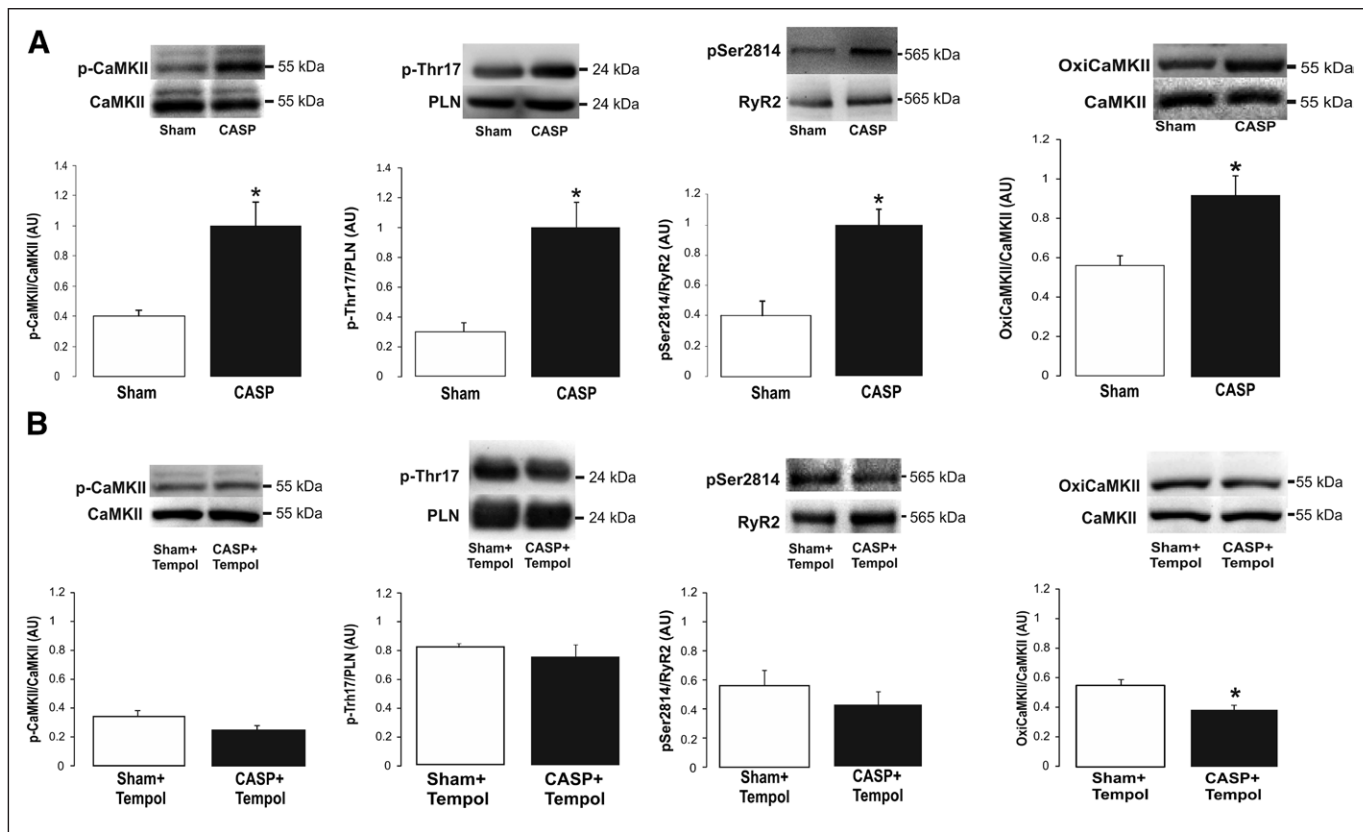 A
p-CaMKII
55 kDa
CaMKII
55 kDa
Sham CASP
p-Thr17
24 kDa
PLN
24 kDa
Sham CASP
pSer2814
565 kDa
RyR2
565 kDa
Sham CASP
OxiCaMKII
55 kDa
CaMKII
55 kDa
Sham CASP
p-CaMKII/CaMKII (AU)
1.4
1.2
1
0.8
0.6
0.4
0.2
0
*
Sham CASP
p-Thr17/PLN (AU)
1.4
1.2
1
0.8
0.6
0.4
0.2
0
*
Sham CASP
pSer2814/RyR2 (AU)
1.2
1
0.8
0.6
0.4
0.2
0
*
Sham CASP
OxiCaMKII/CaMKII (AU)
1.2
1
0.8
0.6
0.4
0.2
0
*
Sham CASP
B
p-CaMKII
55 kDa
CaMKII
55 kDa
Sham+ CASP+
Tempol Tempol
p-Thr17
24 kDa
PLN
24 kDa
Sham+ CASP+
Tempol Tempol
pSer2814
565 kDa
RyR2
565 kDa
Sham+ CASP+
Tempol Tempol
OxiCaMKII
55 kDa
CaMKII
55 kDa
Sham+ CASP+
Tempol Tempol
p-CaMKII/CaMKII (AU)
1.2
1
0.8
0.6
0.4
0.2
0
Sham+ CASP+
Tempol Tempol
p-Trh17/PLN (AU)
1.2
1
0.8
0.6
0.4
0.2
0
Sham+ CASP+
Tempol Tempol
pSer2814/RyR2 (AU)
1.2
1
0.8
0.6
0.4
0.2
0
Sham+ CASP+
Tempol Tempol
OxiCaMKII/CaMKII (AU)
1.2
1
0.8
0.6
0.4
0.2
0
*
Sham+ CASP+
Tempol Tempol